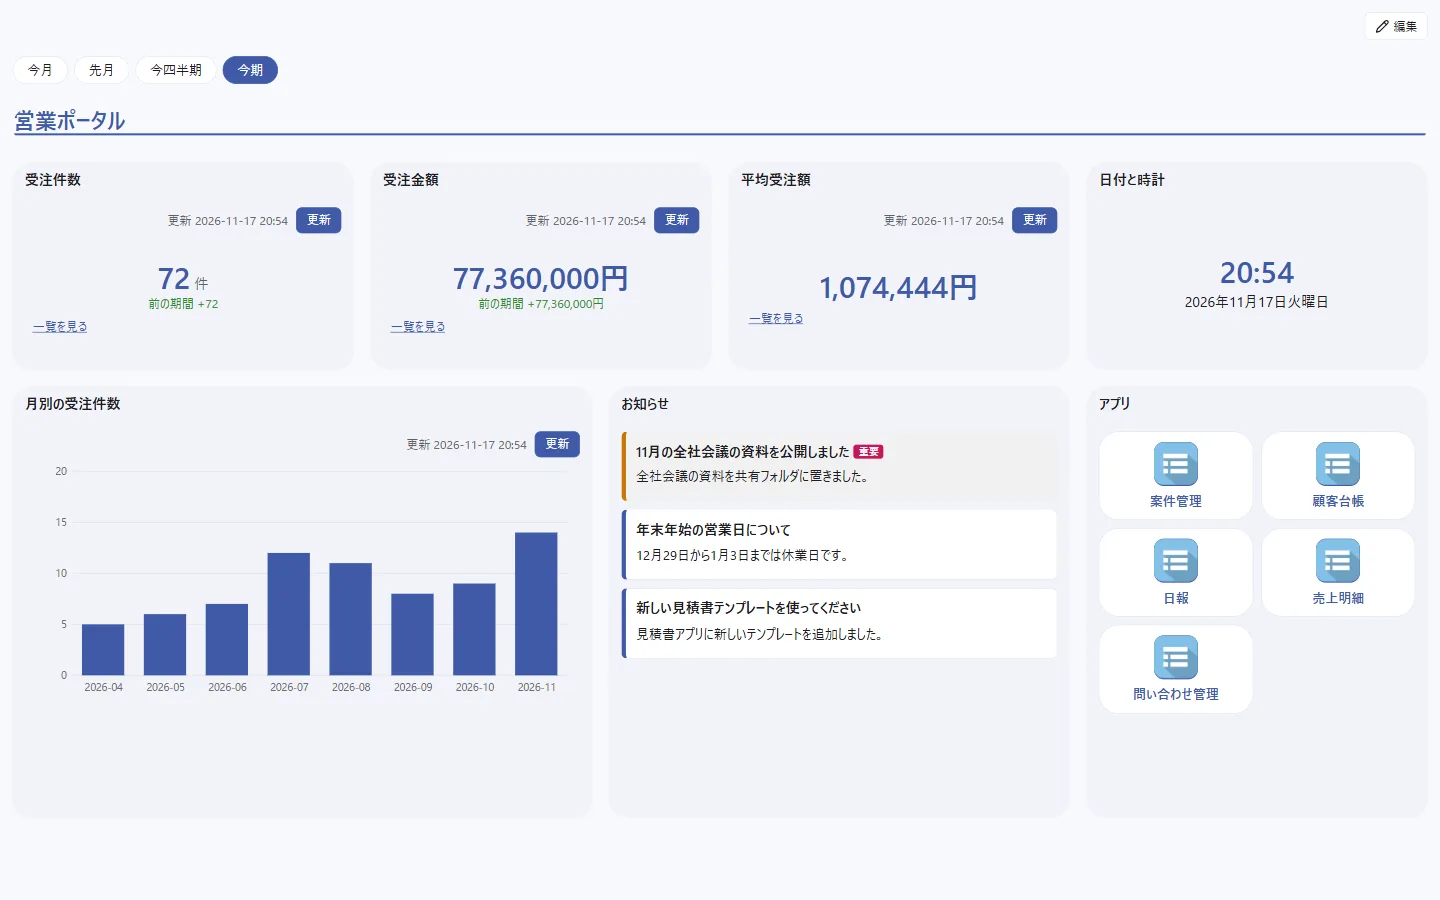 編集
今月 先月 今四半期 今期
営業ポータル
受注件数
更新 2026-11-17 20:54 更新
72 件
前の期間 +72
一覧を見る
受注金額
更新 2026-11-17 20:54 更新
77,360,000円
前の期間 +77,360,000円
一覧を見る
平均受注額
更新 2026-11-17 20:54 更新
1,074,444円
一覧を見る
日付と時計
20:54
2026年11月17日火曜日
月別の受注件数
更新 2026-11-17 20:54 更新
20
15
10
5
0
2026-04 2026-05 2026-06 2026-07 2026-08 2026-09 2026-10 2026-11
お知らせ
11月の全社会議の資料を公開しました 重要
全社会議の資料を共有フォルダに置きました。
年末年始の営業日について
12月29日から1月3日までは休業日です。
新しい見積書テンプレートを使ってください
見積書アプリに新しいテンプレートを追加しました。
アプリ
案件管理 顧客台帳
日報 売上明細
問い合わせ管理